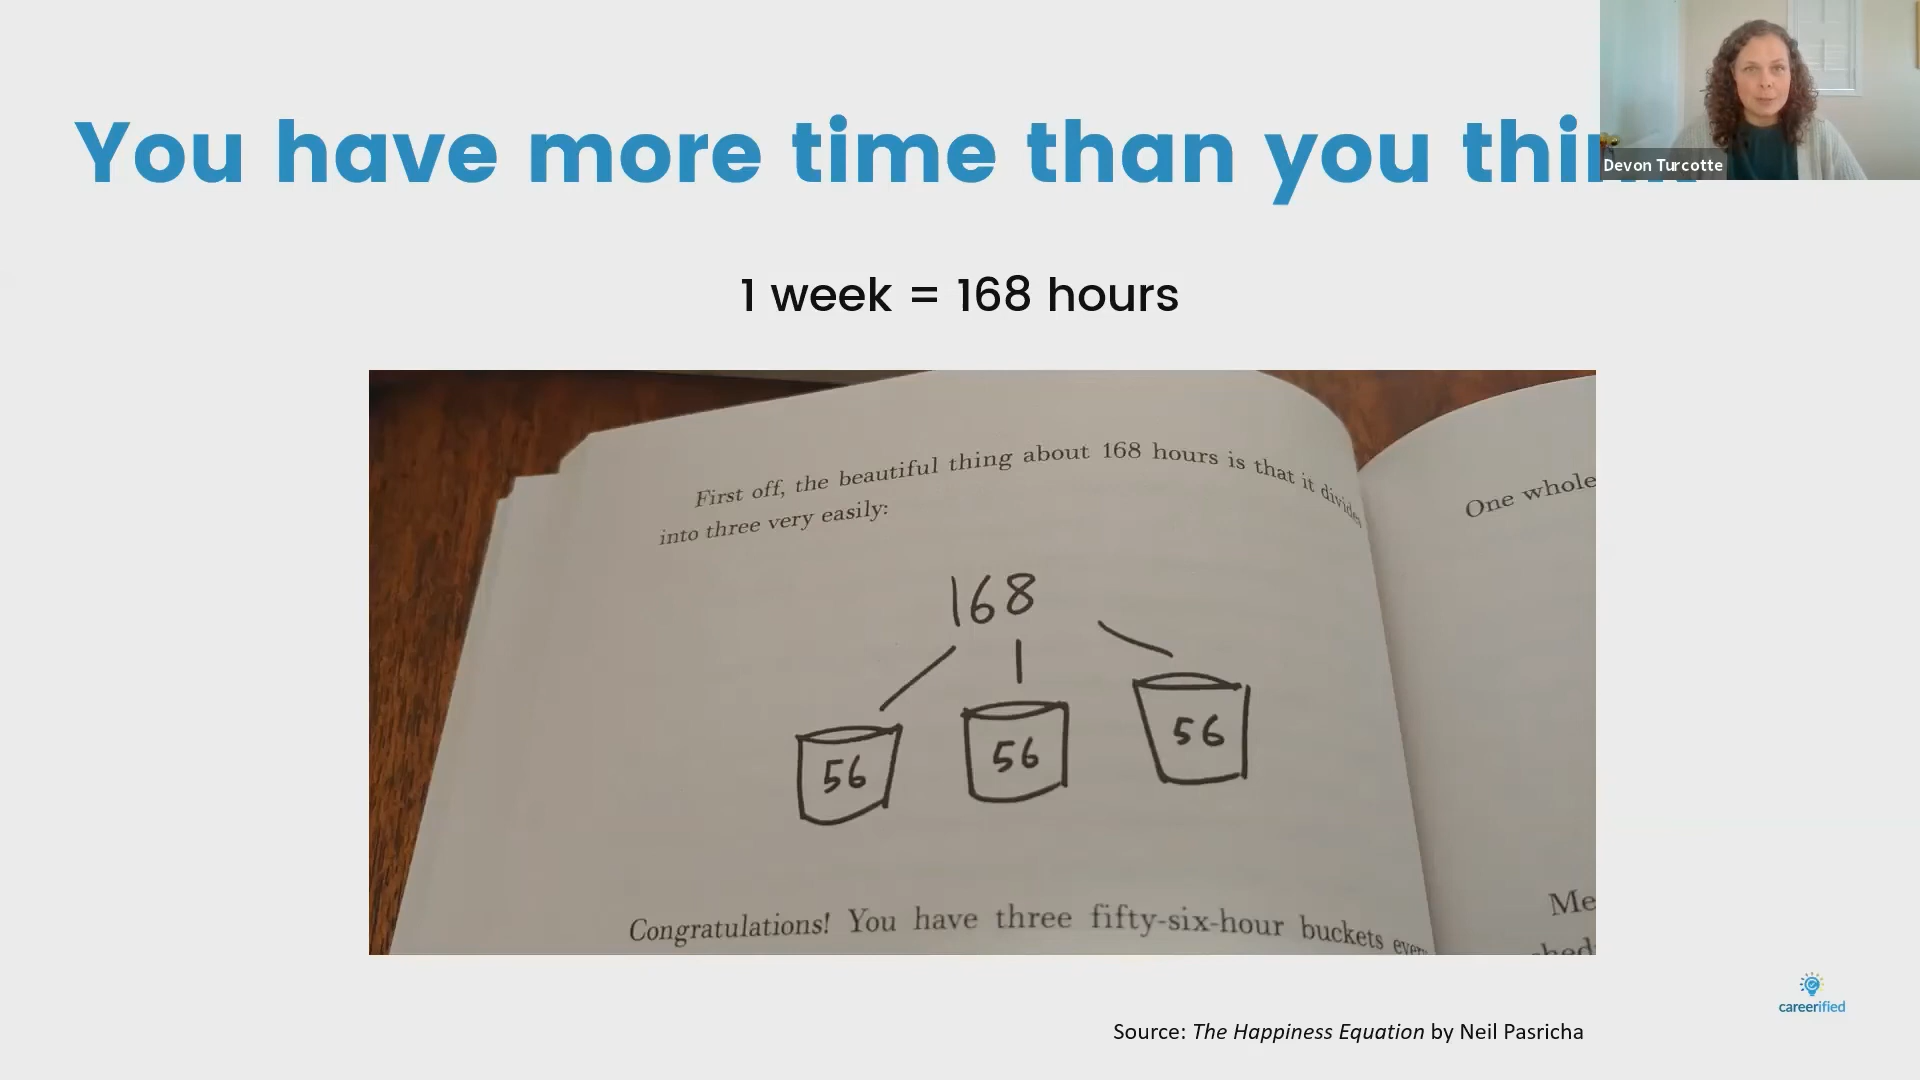 You have more time than you
Devon Turcotte
1 week = 168 hours
First off, the beautiful thing about 168 hours is that it divides
into three very easily:
168
56 56 56
Congratulations! You have three fifty-six-hour buckets
One whole
Me
careerified
Source: The Happiness Equation by Neil Pasricha